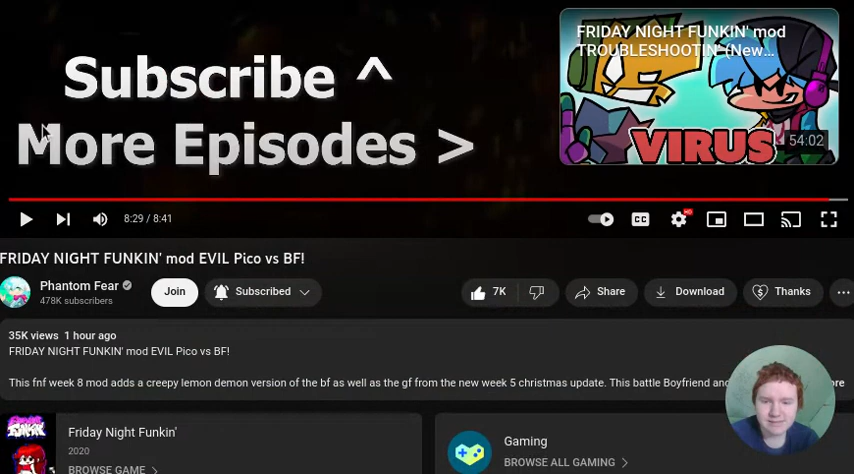 FRIDAY NIGHT FUNKIN' mod
TROUBLESHOOTIN' (New...
Subscribe ^
More Episodes >
VIRUS
54:02
8:29 / 8:41
CC
HD
FRIDAY NIGHT FUNKIN' mod EVIL Pico vs BF!
Phantom Fear
478K subscribers
Join
Subscribed
7K
Share
Download
Thanks
35K views 1 hour ago
FRIDAY NIGHT FUNKIN' mod EVIL Pico vs BF!
This fnf week 8 mod adds a creepy lemon demon version of the bf as well as the gf from the new week 5 christmas update. This battle Boyfriend
Friday Night Funkin'
2020
BROWSE GAME >
Gaming
BROWSE ALL GAMING >